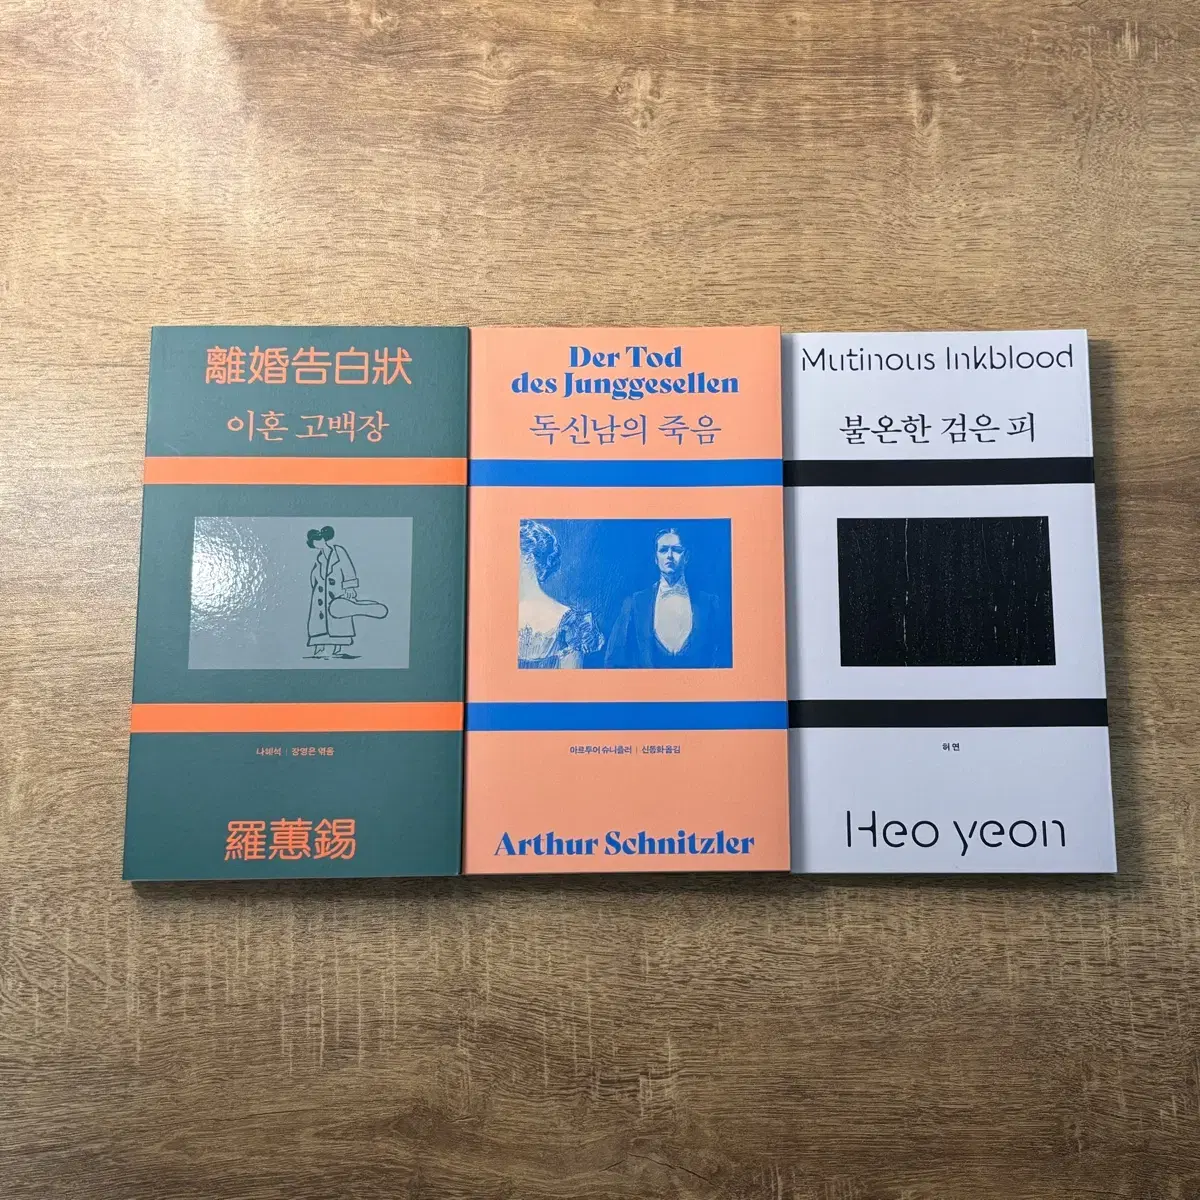 離婚告白狀
이혼 고백장
나혜석 | 장영은 엮음
羅蕙錫
Der Tod
des Junggesellen
독신남의 죽음
아르투어 슈니츨러 | 신동화 옮김
Arthur Schnitzler
Mutinous Inkblood
불온한 검은 피
허 연
Heo yeon